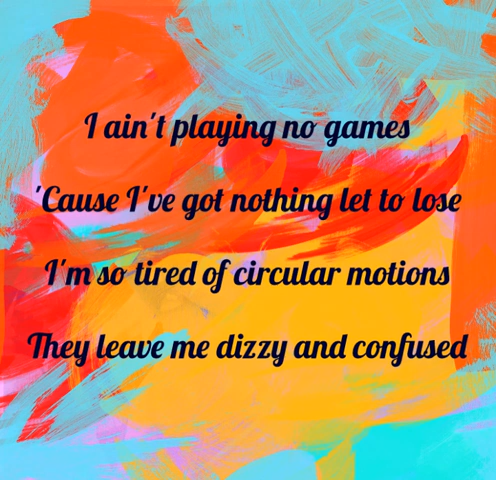 I ain't playing no games
'Cause I've got nothing let to lose
I'm so tired of circular motions
They leave me dizzy and confused